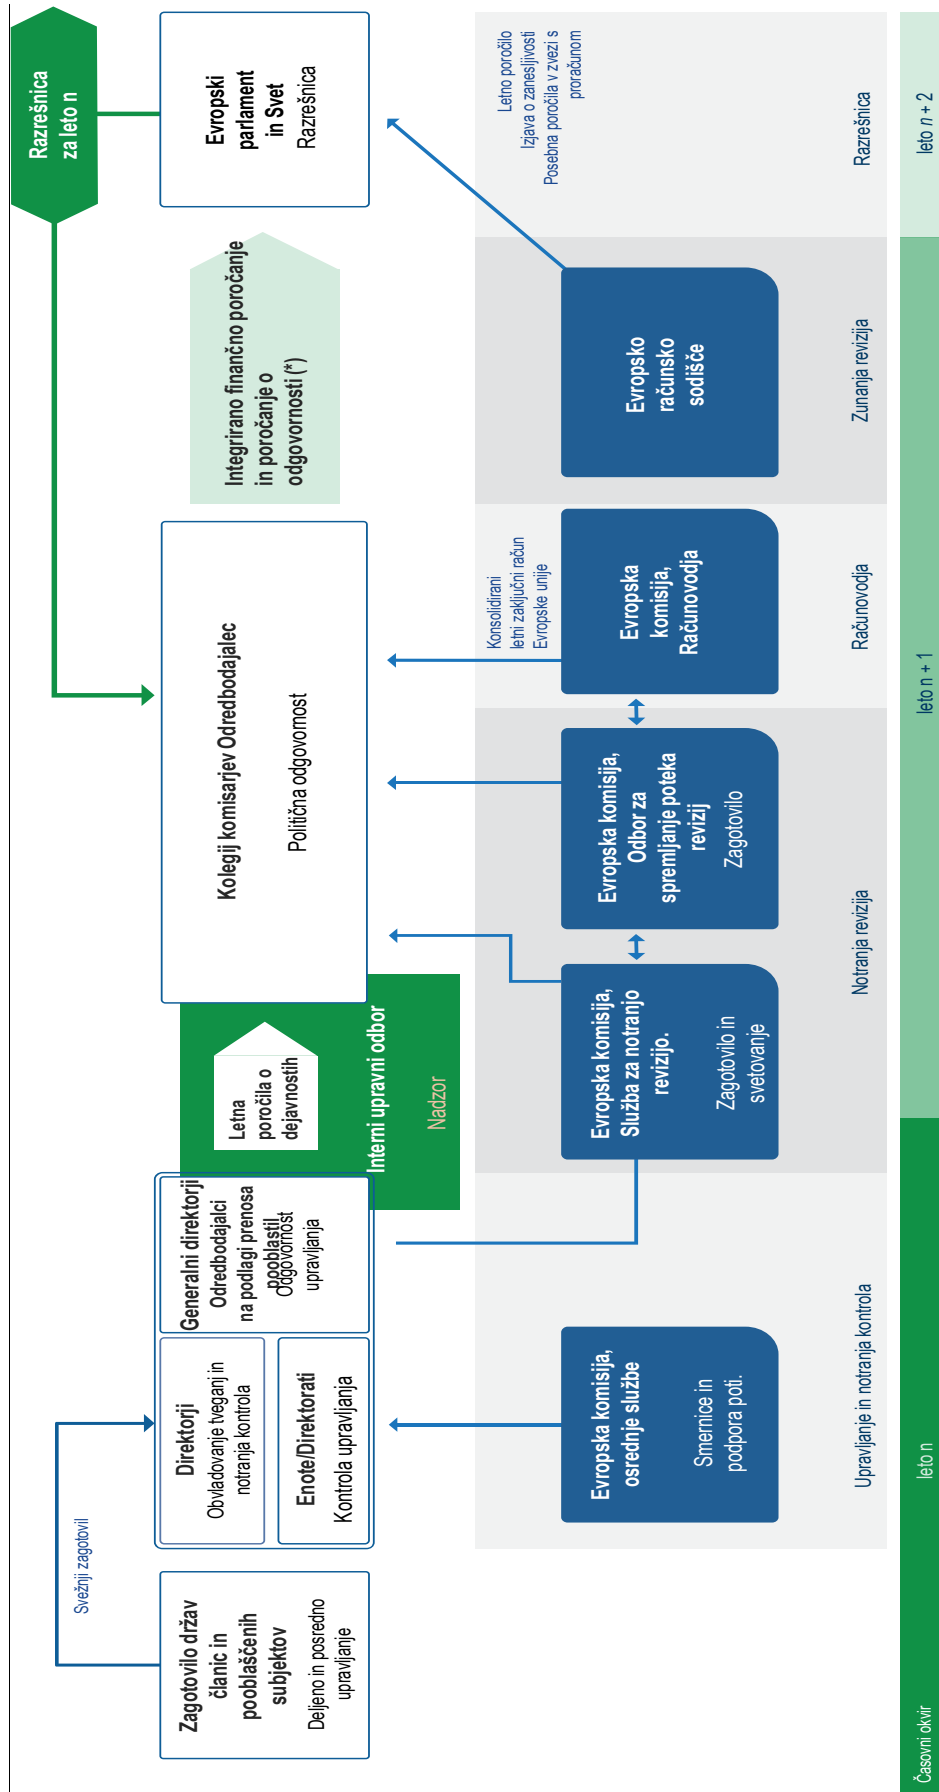 Razrešnica
za leto n
Zagotovilo držav
članic in
pooblaščenih
subjektov
Deljeno in posredno
upravljanje
Svežnji zagotovil
Direktorji
Obvladovanje tveganj in
notranja kontrola
Enote/Direktorati
Kontrola upravljanja
Generalni direktorji
Odredbodajalci
na podlagi prenosa
pooblastil
Odgovornost
upravljanja
Letna
poročila o
dejavnostih
Interni upravni odbor
Nadzor
Kolegij komisarjev Odredbodajalec
Politična odgovornost
Integrirano finančno poročanje
in poročanje o
odgovornosti (*)
Evropski
parlament
in Svet
Razrešnica
Evropska komisija,
osrednje službe
Smernice in
podpora poti.
Evropska komisija,
Služba za notranjo
revizijo.
Zagotovilo in
svetovanje
Evropska komisija,
Odbor za
spremljanje poteka
revizij
Zagotovilo
Konsolidirani
letni zaključni račun
Evropske unije
Evropska
komisija,
Računovodja
Evropsko
računsko
sodišče
Letno poročilo
Izjava o zanesljivosti
Posebna poročila v zvezi s
proračunom
Upravljanje in notranja kontrola
Notranja revizija
Računovodja
Zunanja revizija
Razrešnica
Časovni okvir
leto n
leto n + 1
leto n + 2